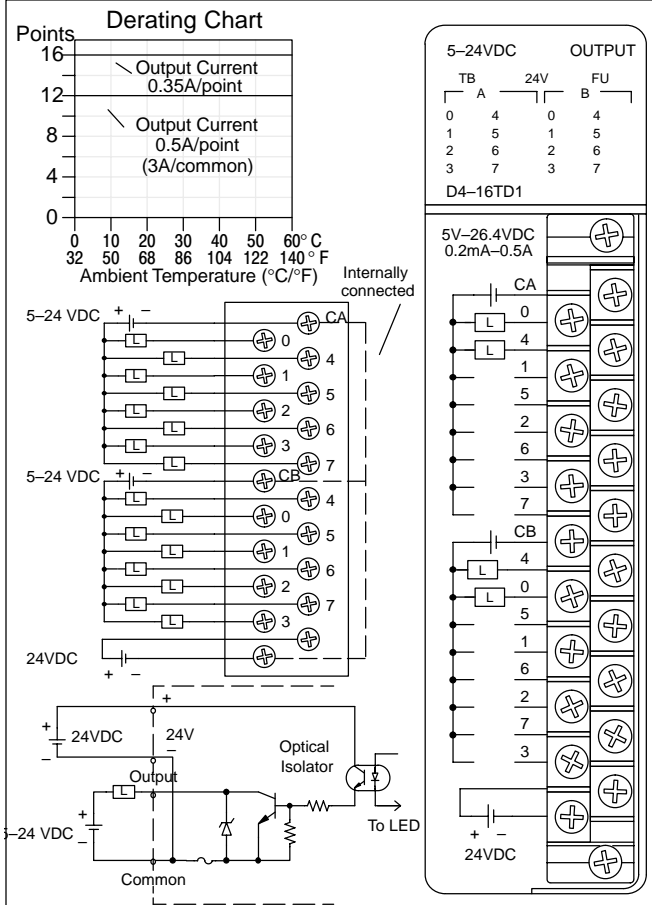 Derating Chart
Points
16
12
8
4
0
Output Current
0.35A/point
Output Current
0.5A/point
(3A/common)
0 10 20 30 40 50 60°C
32 50 68 86 104 122 140°F
Ambient Temperature (°C/°F)
Internally
connected
5–24 VDC
+ –
CA
L
0
L
4
L
1
L
5
L
2
L
6
L
3
L
7
5–24 VDC
+ –
CB
L
4
L
0
L
5
L
1
L
6
L
2
L
7
L
3
24VDC
+ –
+
24VDC
–
+
24V
–
Optical
Isolator
Output
L
To LED
5–24 VDC
+
–
Common
5–24VDC OUTPUT
TB 24V FU
A B
0 4 0 4
1 5 1 5
2 6 2 6
3 7 3 7
D4–16TD1
5V–26.4VDC
0.2mA–0.5A
CA
L
0
L
4
1
5
2
6
3
7
CB
L
4
L
0
5
1
6
2
7
3
+ –
24VDC